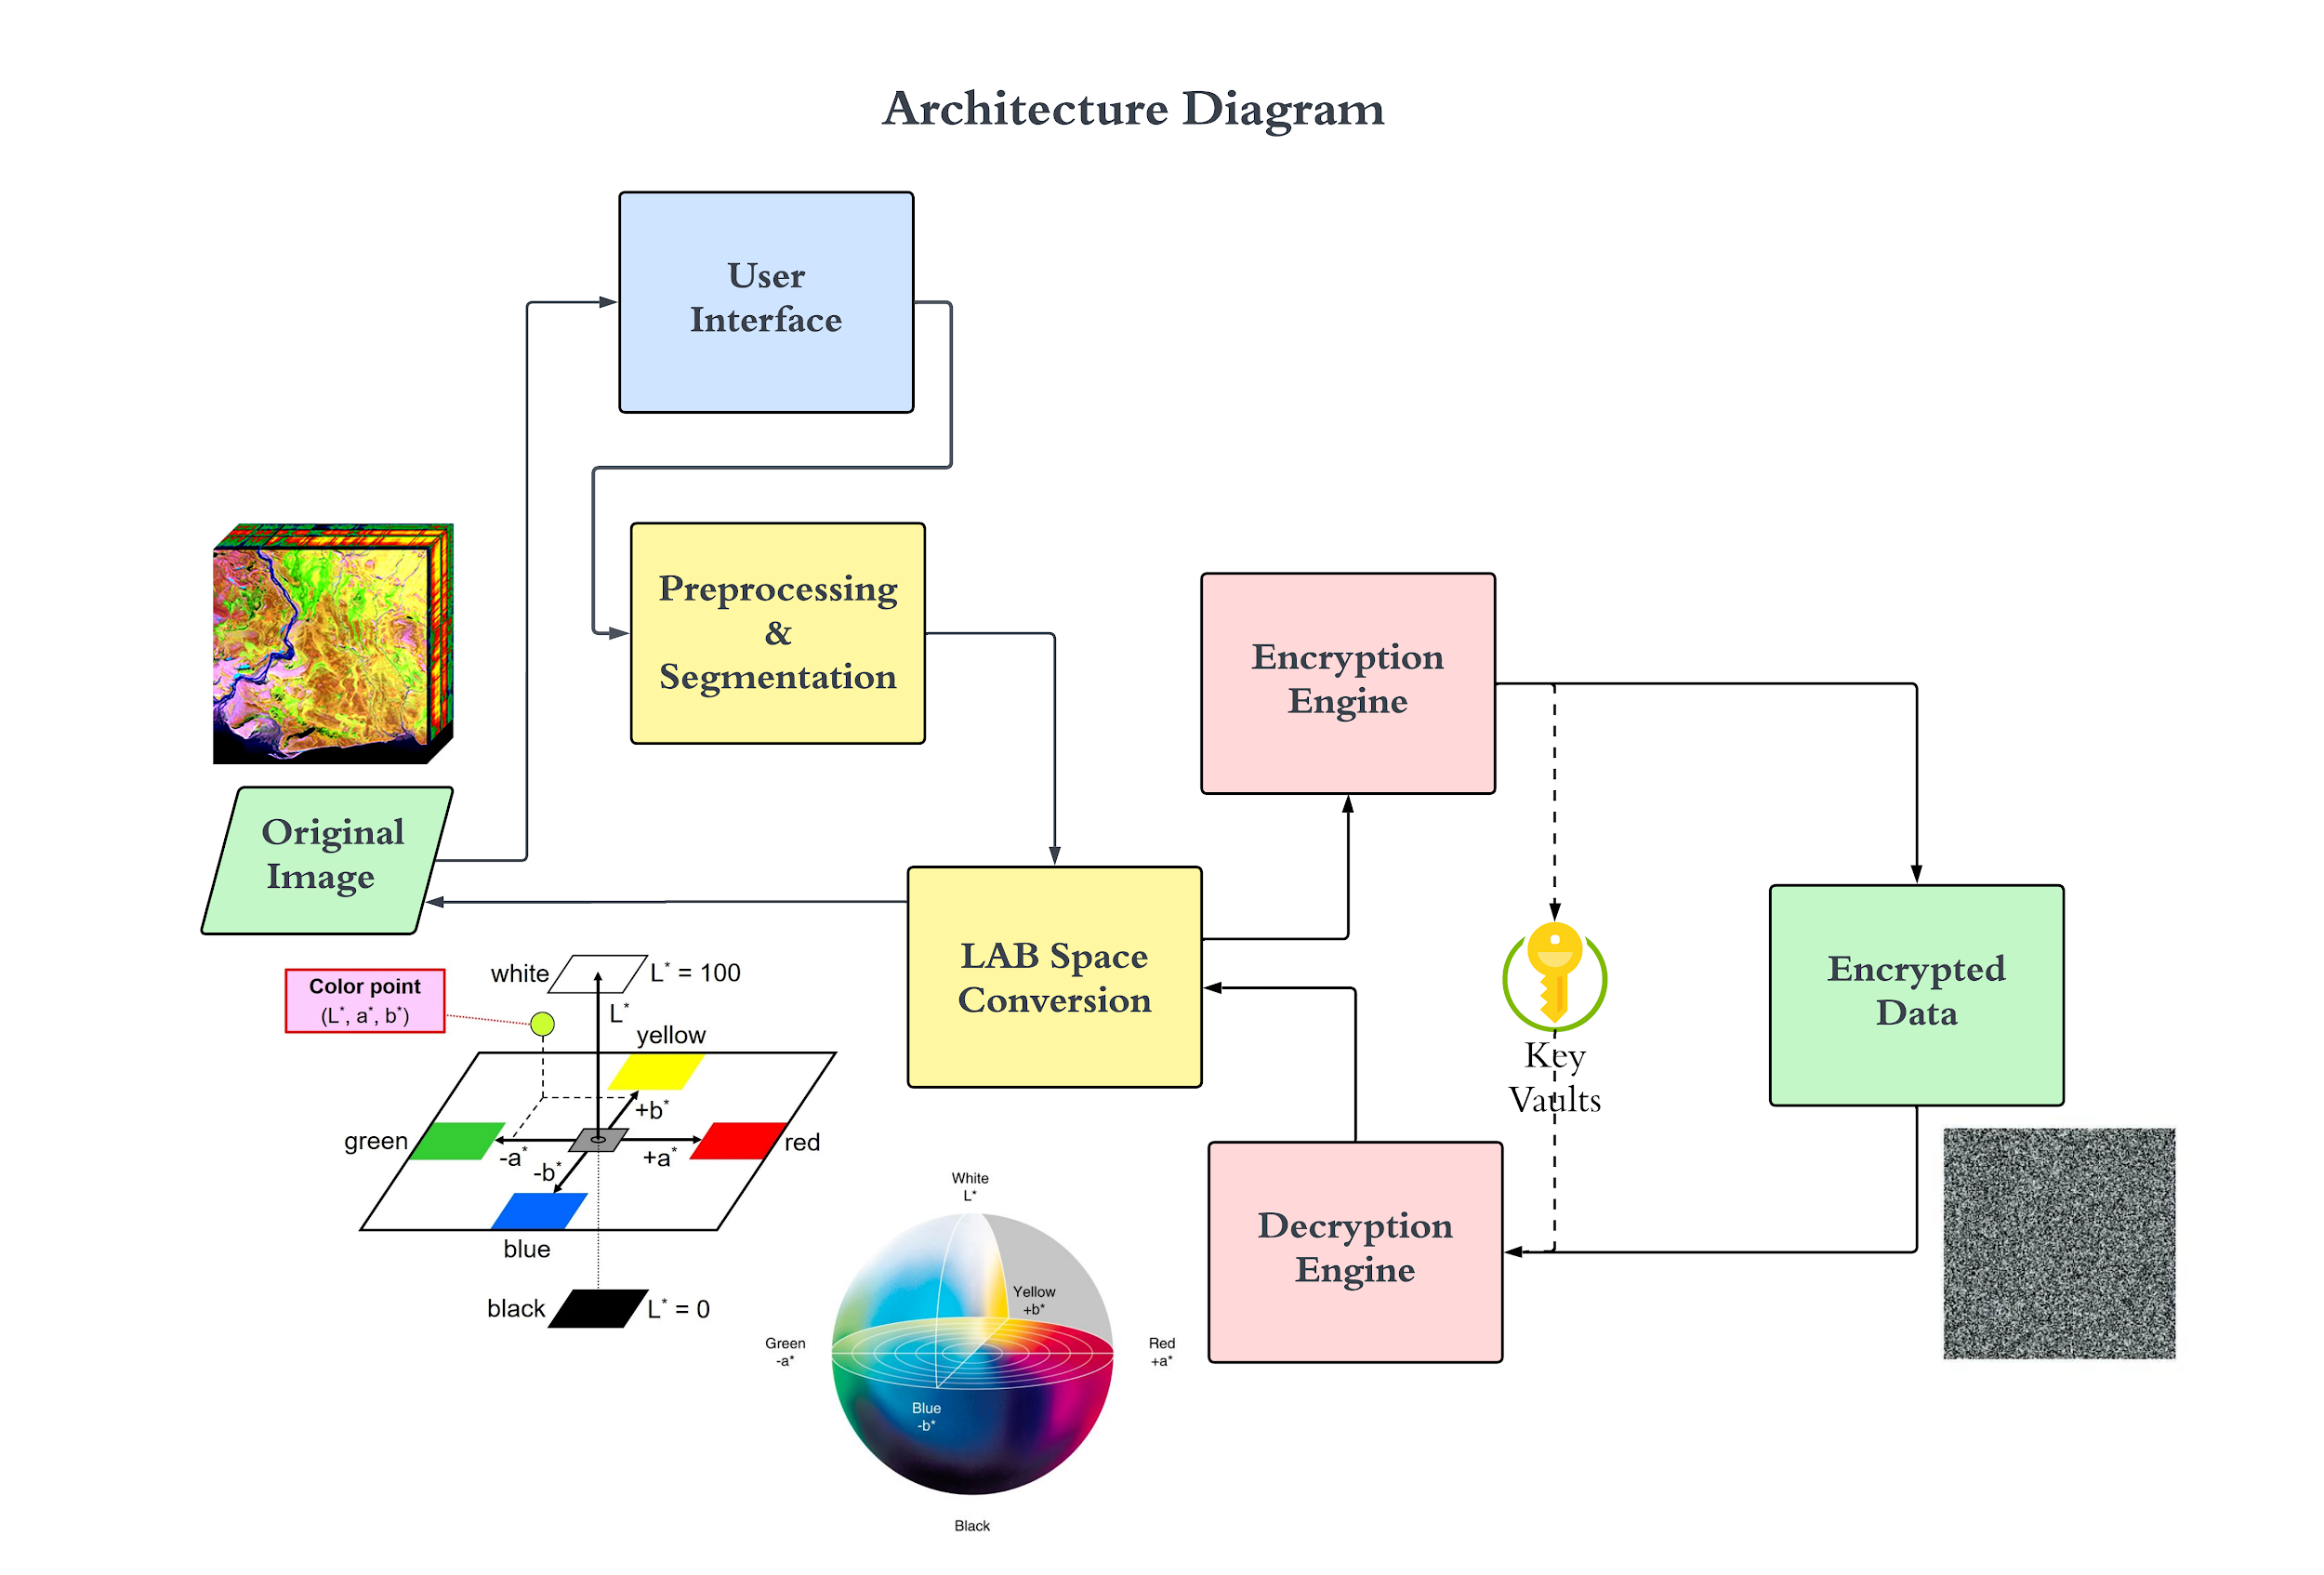 Architecture Diagram
User
Interface
Preprocessing
&
Segmentation
Encryption
Engine
Original
Image
LAB Space
Conversion
Key
Vaults
Encrypted
Data
Decryption
Engine
Color point
(L*, a*, b*)
white
L* = 100
L*
yellow
+b*
green
-a*
-b*
+a*
red
blue
black
L* = 0
White
L*
Yellow
+b*
Green
-a*
Red
+a*
Blue
-b*
Black